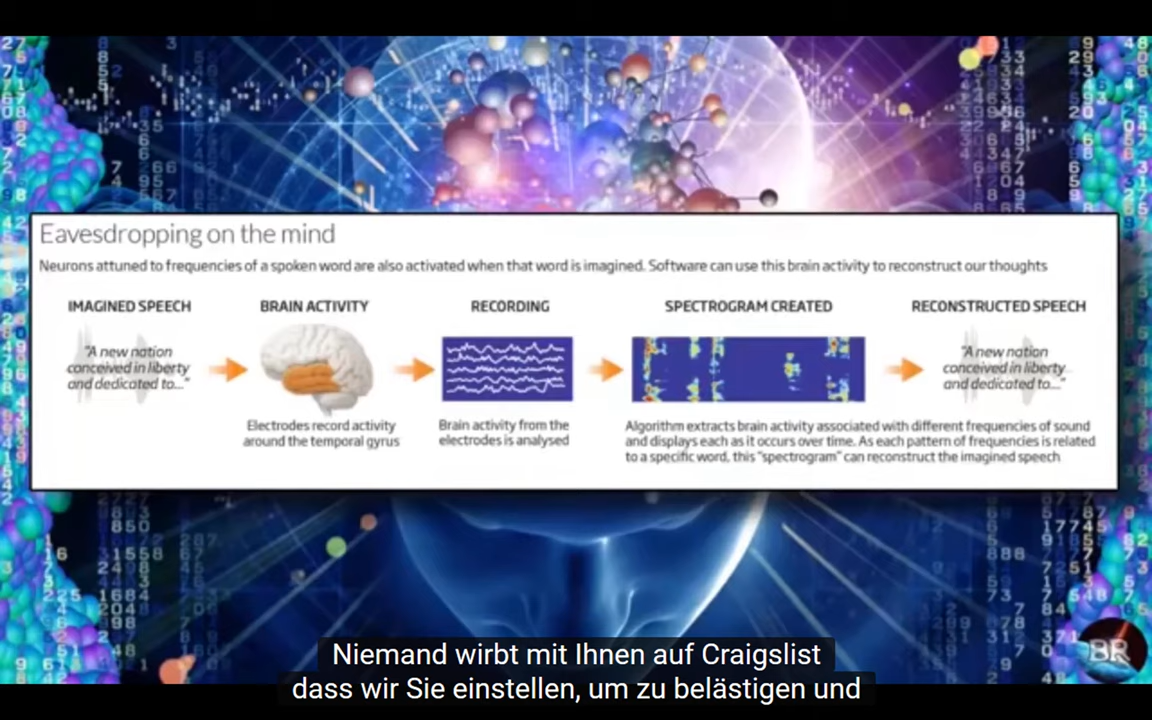 Eavesdropping on the mind
Neurons attuned to frequencies of a spoken word are also activated when that word is imagined. Software can use this brain activity to reconstruct our thoughts
IMAGINED SPEECH
"A new nation
conceived in liberty
and dedicated to..."
BRAIN ACTIVITY
Electrodes record activity
around the temporal gyrus
RECORDING
Brain activity from the
electrodes is analysed
SPECTROGRAM CREATED
Algorithm extracts brain activity associated with different frequencies of sound
and displays each as it occurs over time. As each pattern of frequencies is related
to a specific word, this "spectrogram" can reconstruct the imagined speech
RECONSTRUCTED SPEECH
"A new nation
conceived in liberty
and dedicated to..."
BR
Niemand wirbt mit Ihnen auf Craigslist
dass wir Sie einstellen, um zu belästigen und